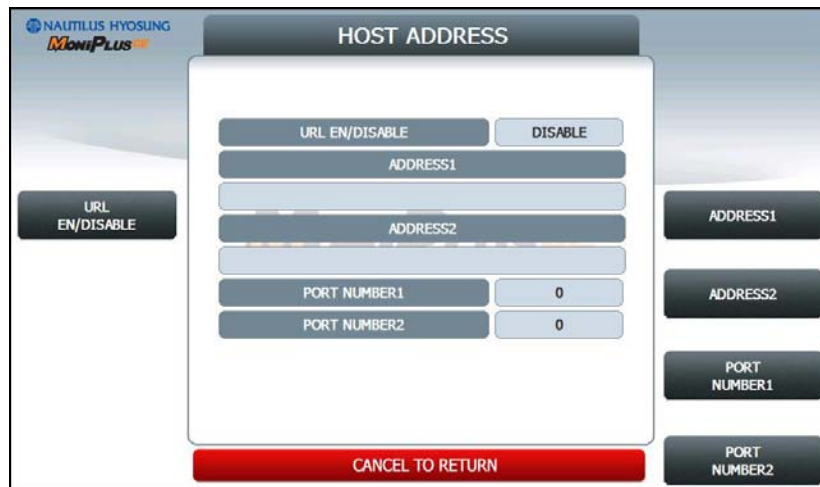 NAUTILUS HYOSUNG
MoniPlus
HOST ADDRESS
URL EN/DISABLE DISABLE
ADDRESS1
ADDRESS2
PORT NUMBER1 0
PORT NUMBER2 0
URL
EN/DISABLE
ADDRESS1
ADDRESS2
PORT
NUMBER1
PORT
NUMBER2
CANCEL TO RETURN